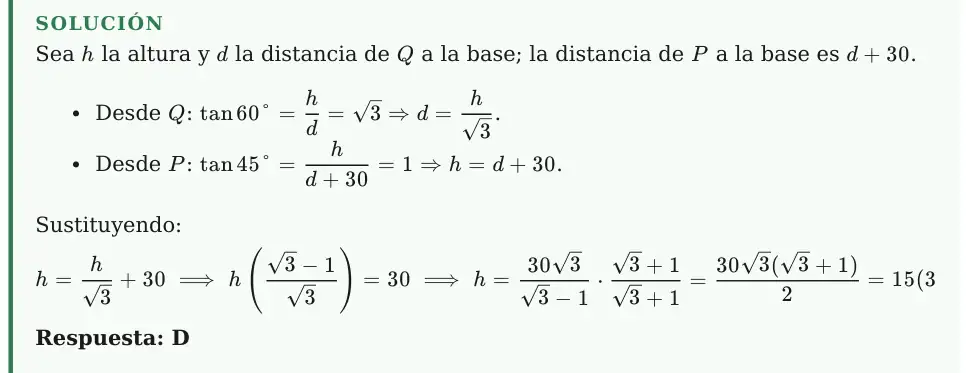 SOLUCIÓN
Sea h la altura y d la distancia de Q a la base; la distancia de P a la base es d + 30.
• Desde Q: tan 60° = h/d = √3 ⇒ d = h/√3.
• Desde P: tan 45° = h/(d + 30) = 1 ⇒ h = d + 30.
Sustituyendo:
h = h/√3 + 30 ⟹ h((√3 − 1)/√3) = 30 ⟹ h = 30√3/(√3 − 1) · (√3 + 1)/(√3 + 1) = 30√3(√3 + 1)/2 = 15(3
Respuesta: D